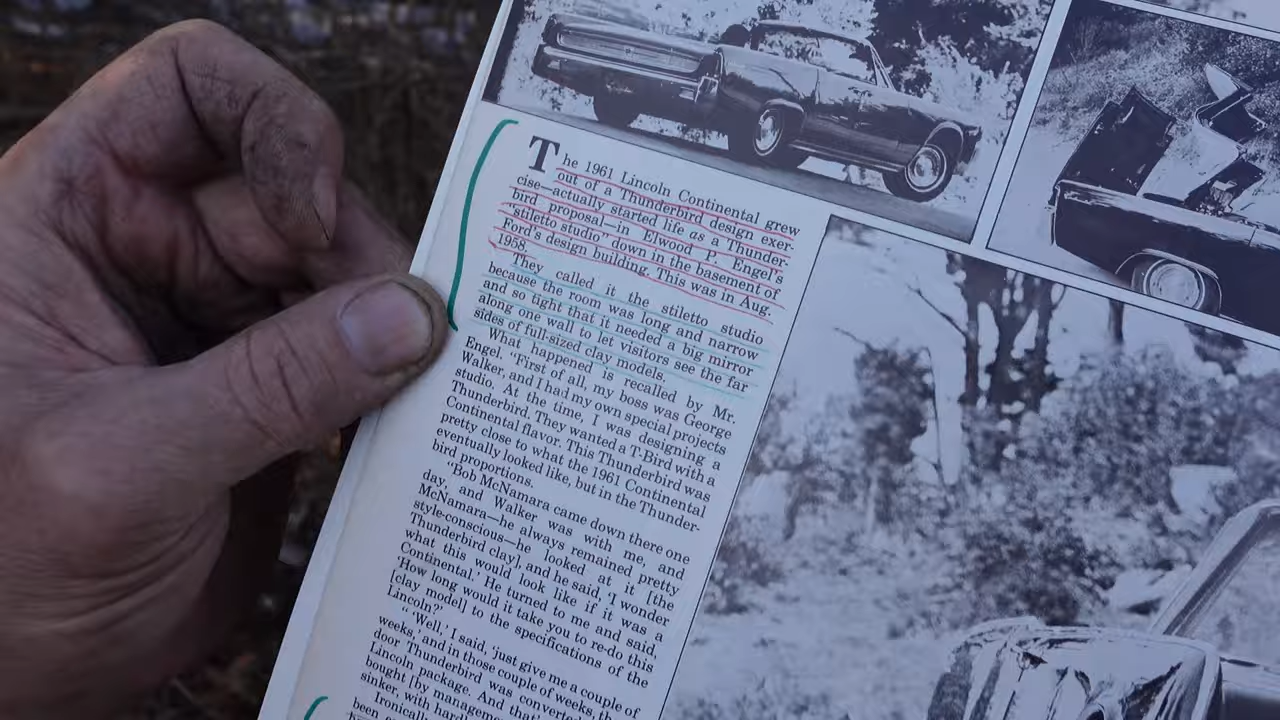 The 1961 Lincoln Continental grew
out of a Thunderbird design exer-
cise—actually started life as a Thunder-
bird proposal—in Elwood P. Engel's
"stiletto studio" down in the basement of
Ford's design building. This was in Aug.
1958.
They called it the stiletto studio
because the room was long and narrow
and so tight that it needed a big mirror
along one wall to let visitors see the far
sides of full-sized clay models.
What happened is recalled by Mr.
Engel. "First of all, my boss was George
Walker, and I had my own special projects
studio. At the time, I was designing a
Thunderbird. They wanted a T-Bird with a
Continental flavor. This Thunderbird was
pretty close to what the 1961 Continental
eventually looked like, but in the Thunder-
bird proportions.
"Bob McNamara came down there one
day, and Walker was with me, and
McNamara—he always remained pretty
style-conscious—he looked at it [the
Thunderbird clay], and he said, 'I wonder
what this would look like if it was a
Continental.' He turned to me and said,
'How long would it take you to re-do this
[clay model] to the specifications of the
Lincoln?'
" 'Well,' I said, 'just give me a couple of
weeks,' and in those couple of weeks, th
door Thunderbird was converted
Lincoln package. And that'
bought [by manageme
sinker, with hardl
Ironically
been